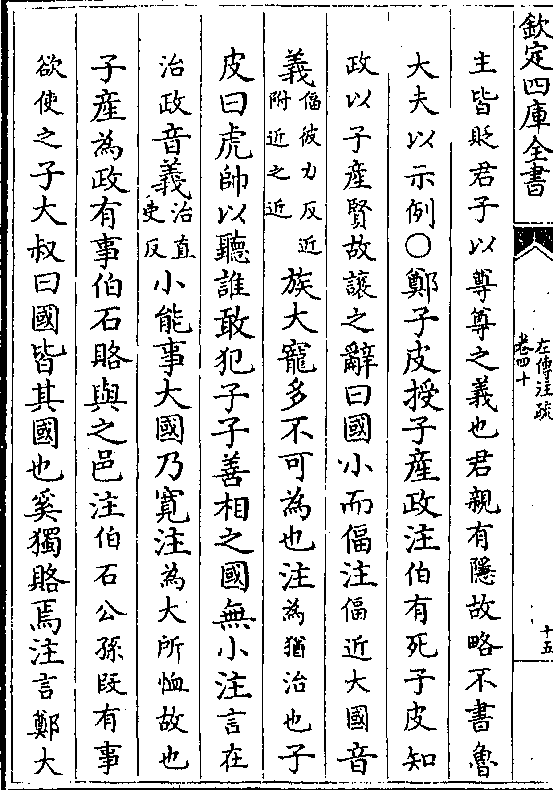 欽定四庫全書
左傳注疏
卷四十
十五
主皆貶君子以尊尊之義也君親有隱故略不書魯
大夫以示例○鄭子皮授子產政注伯有死子皮知
政以子產賢故讓之辭曰國小而偪注偪近大國音
義偪彼力反近附近之近族大寵多不可為也注為猶治也子
皮曰虎帥以聽誰敢犯子子善相之國無小注言在
治政音義治直吏反小能事大國乃寛注為大所恤故也
子產為政有事伯石賂與之邑注伯石公孫段有事
欲使之子大叔曰國皆其國也奚獨賂焉注言鄭大